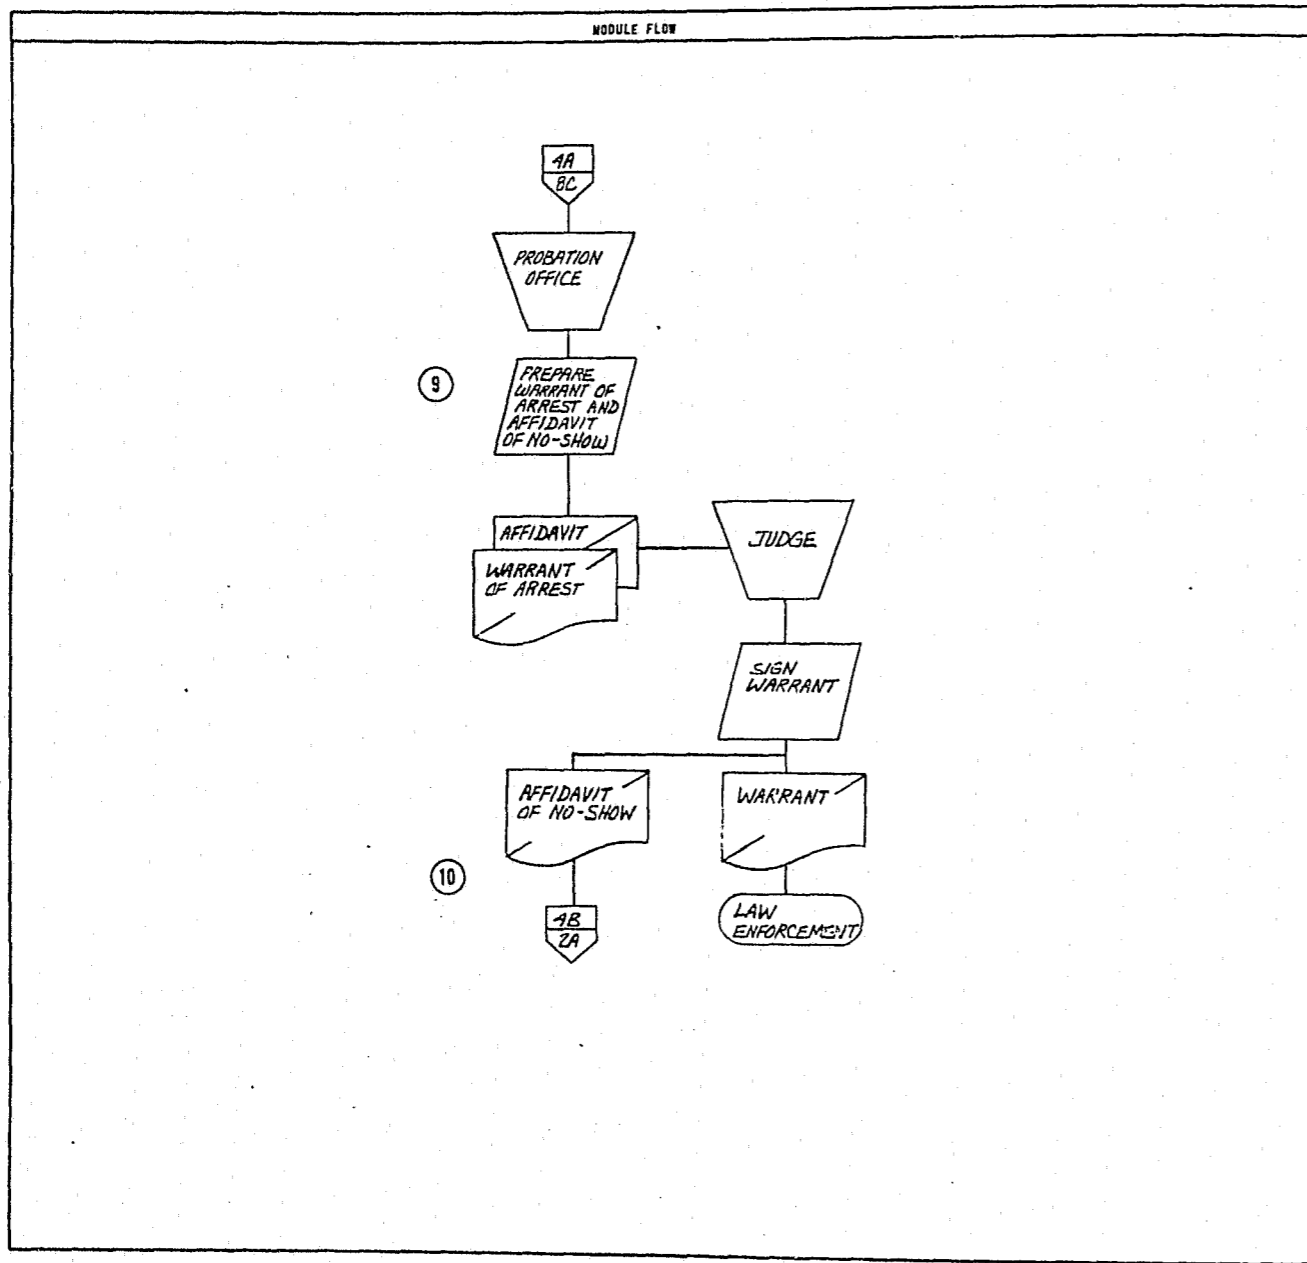 MODULE FLOW
4A
8C
PROBATION
OFFICE
9
PREPARE
WARRANT OF
ARREST AND
AFFIDAVIT
OF NO-SHOW
AFFIDAVIT
WARRANT
OF ARREST
JUDGE
SIGN
WARRANT
AFFIDAVIT
OF NO-SHOW
WARRANT
10
4B
2A
LAW
ENFORCEMENT